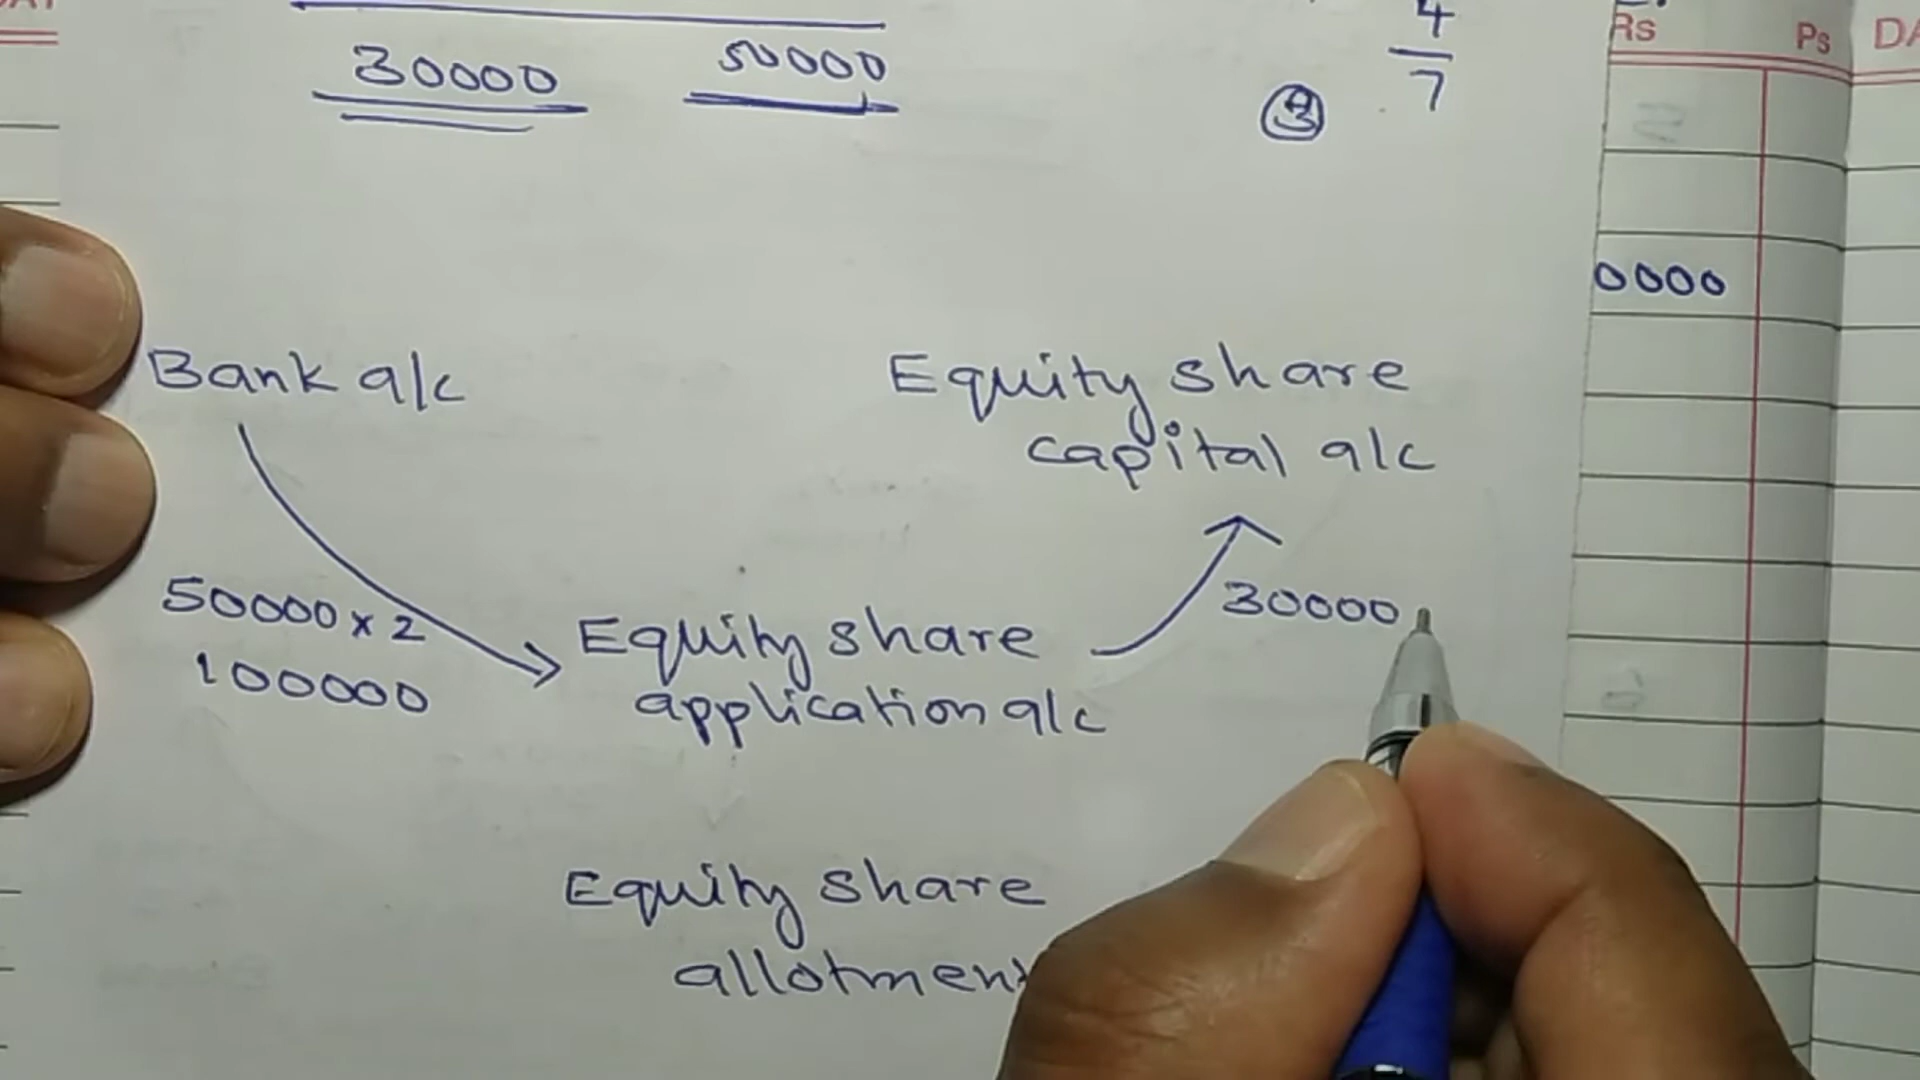 4
Rs Ps DA
30000 50000
7
3
0000
Bank a/c
Equity share
capital a/c
50000 x 2
100000
30000
Equity share
application a/c
Equity share
allotment